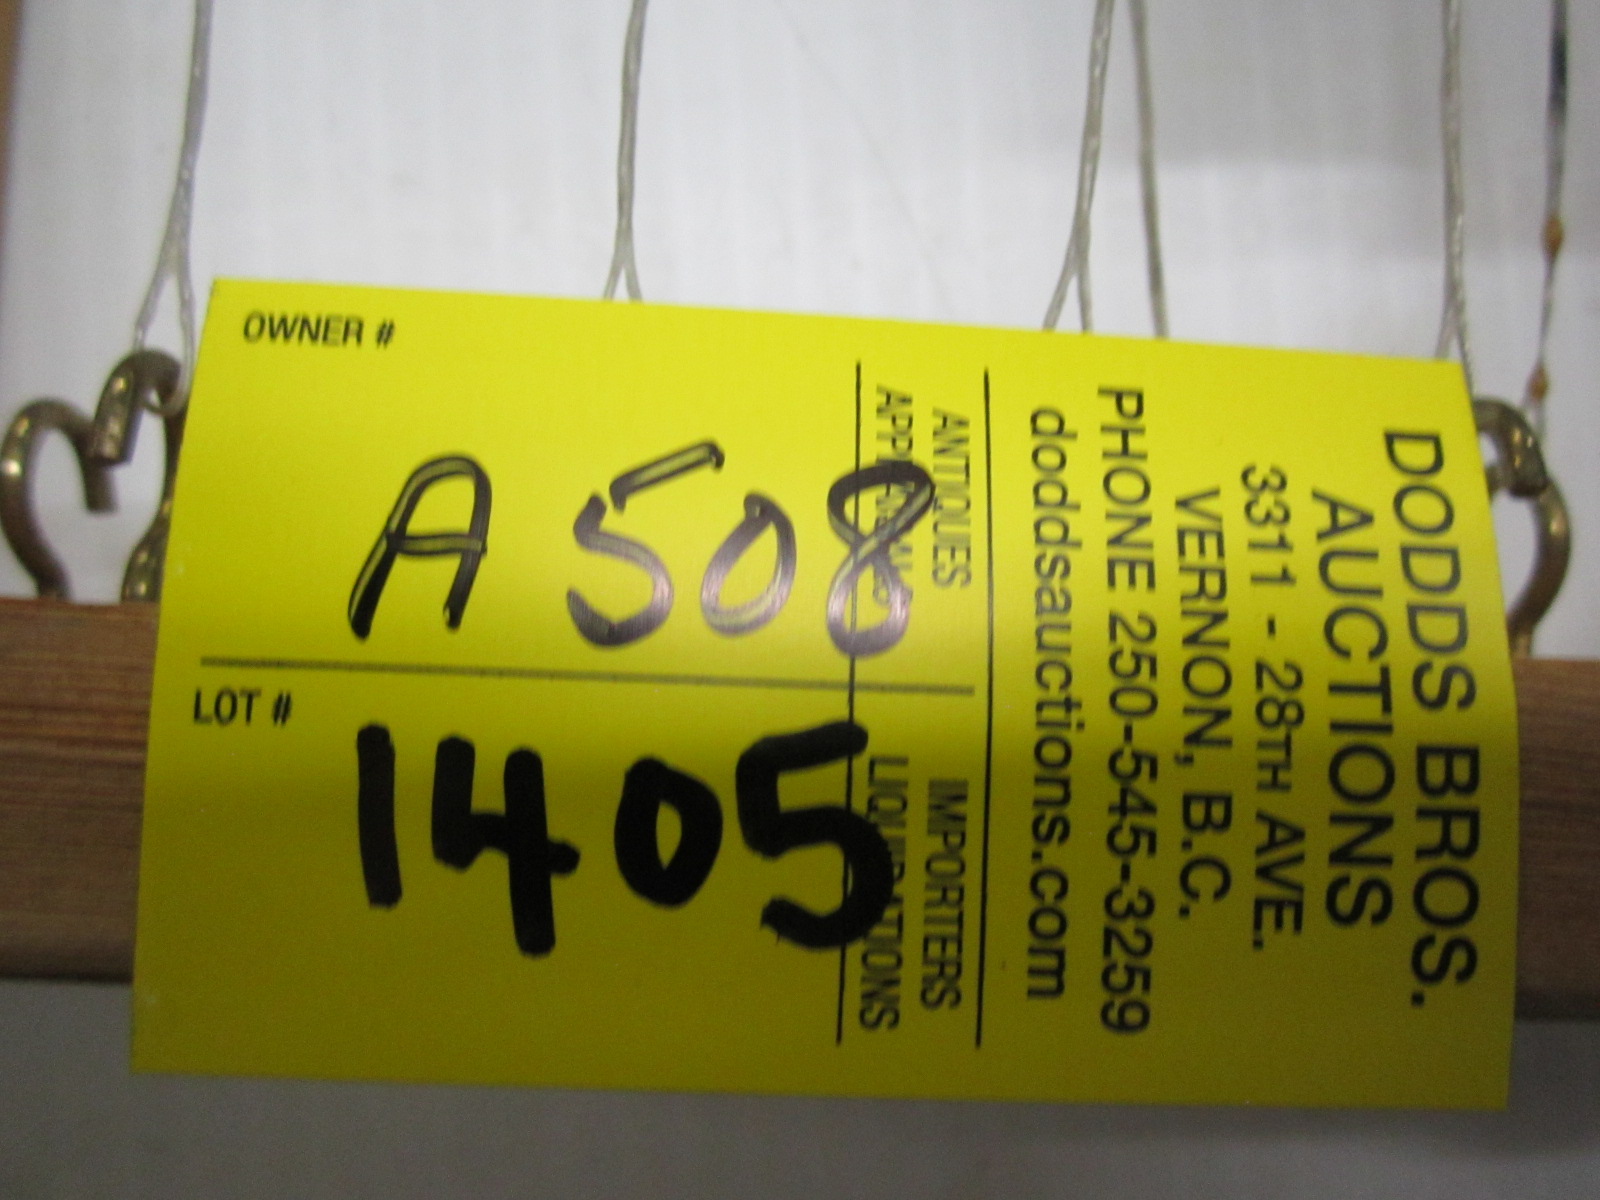 DODDS BROS.
AUCTIONS
3311 - 28TH AVE.
VERNON, B.C.
PHONE 250-545-3259
doddsauctions.com
ANTIQUES IMPORTERS
APPRAISALS LIQUIDATIONS
OWNER #
A 508
LOT #
1405